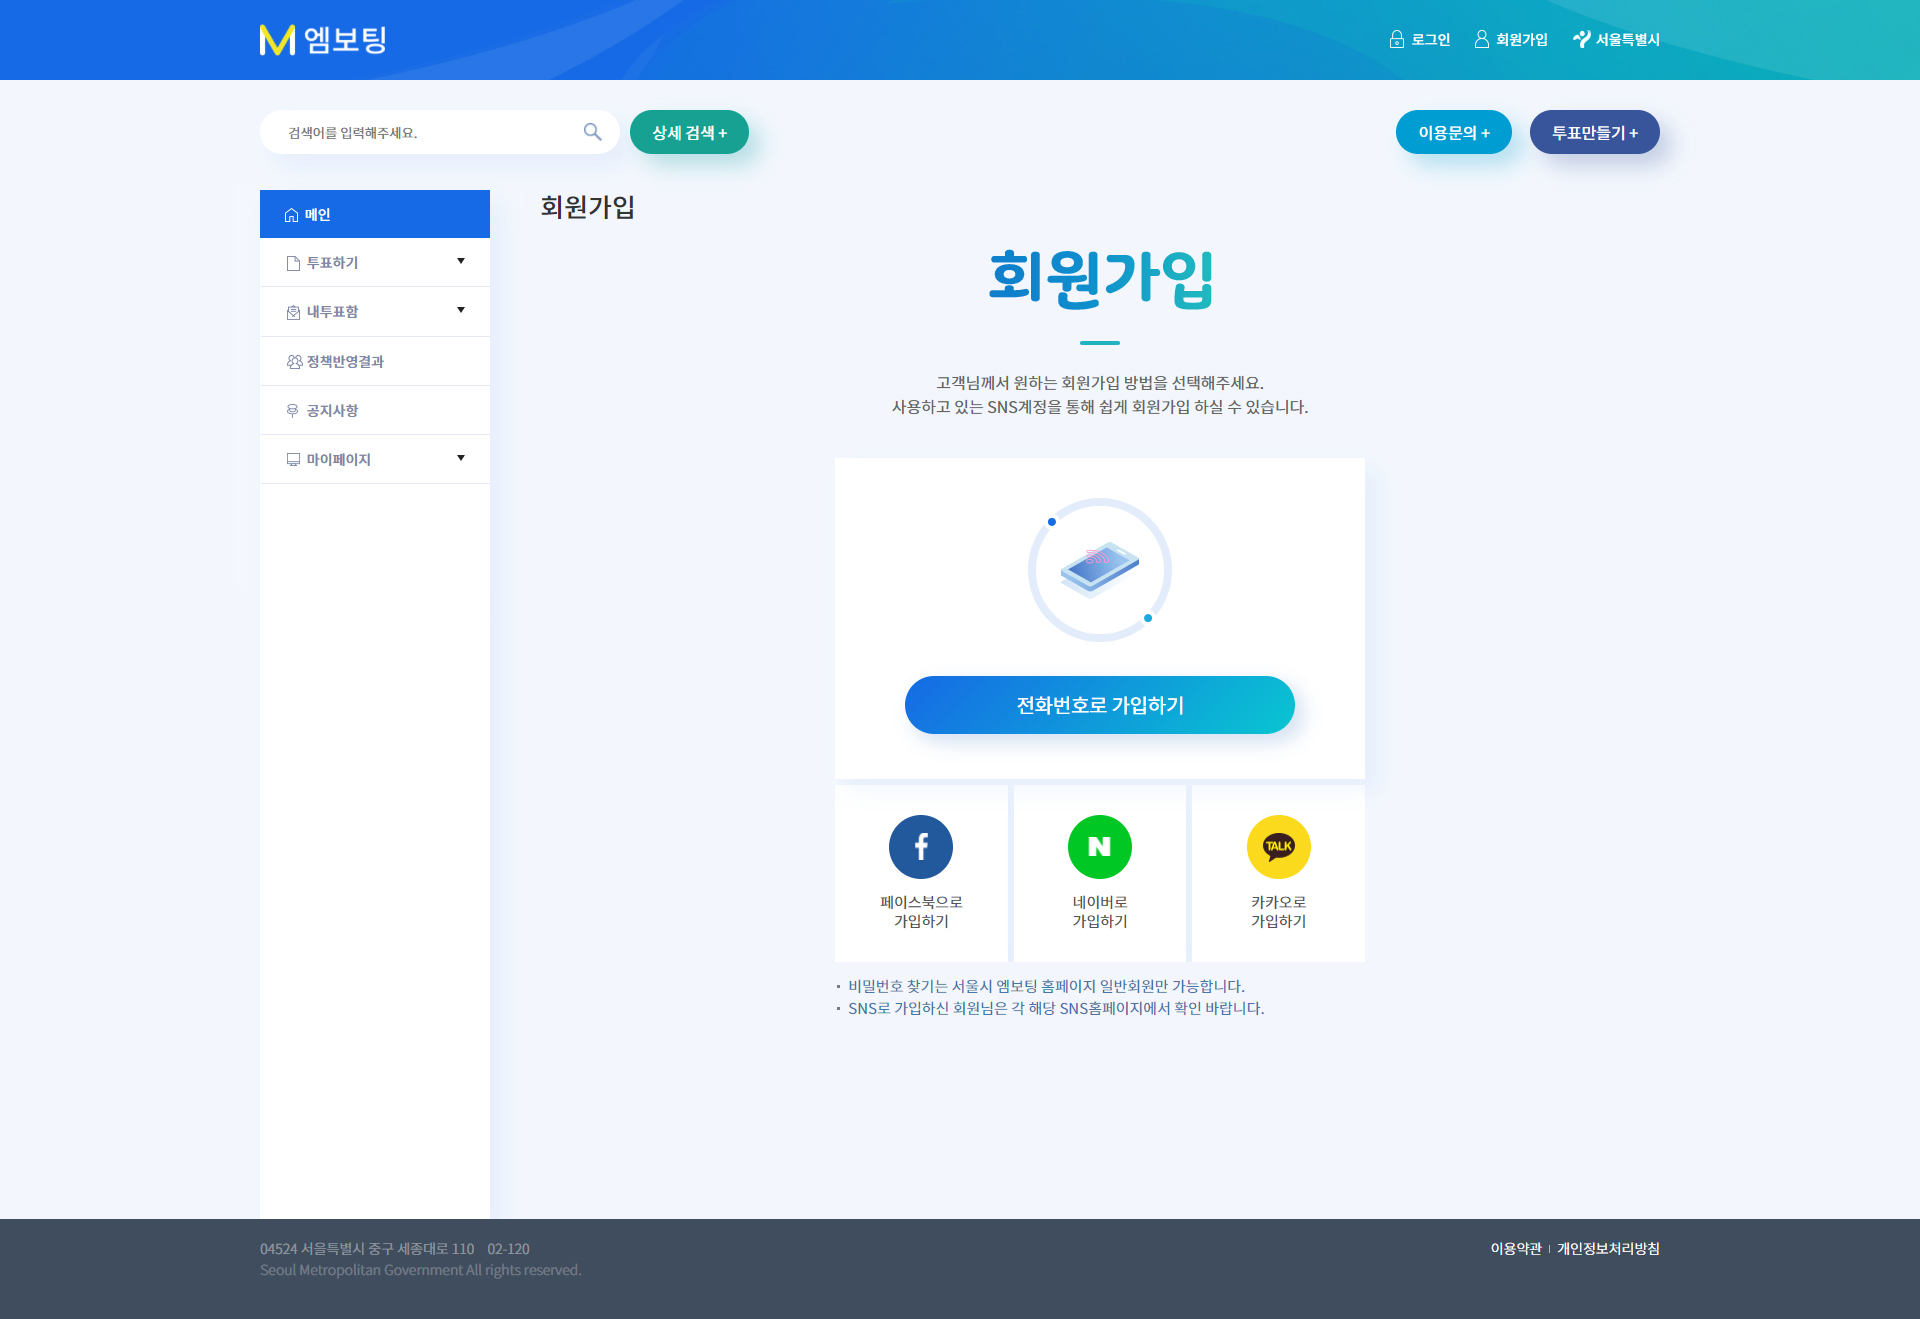 엠보팅
로그인
회원가입
서울특별시
검색어를 입력해주세요.
상세 검색 +
이용문의 +
투표만들기 +
메인
투표하기
내투표함
정책반영결과
공지사항
마이페이지
회원가입
회원가입
고객님께서 원하는 회원가입 방법을 선택해주세요.
사용하고 있는 SNS계정을 통해 쉽게 회원가입 하실 수 있습니다.
전화번호로 가입하기
TALK
페이스북으로
가입하기
네이버로
가입하기
카카오로
가입하기
비밀번호 찾기는 서울시 엠보팅 홈페이지 일반회원만 가능합니다.
SNS로 가입하신 회원님은 각 해당 SNS홈페이지에서 확인 바랍니다.
04524 서울특별시 중구 세종대로 110 02-120
Seoul Metropolitan Government All rights reserved.
이용약관
개인정보처리방침